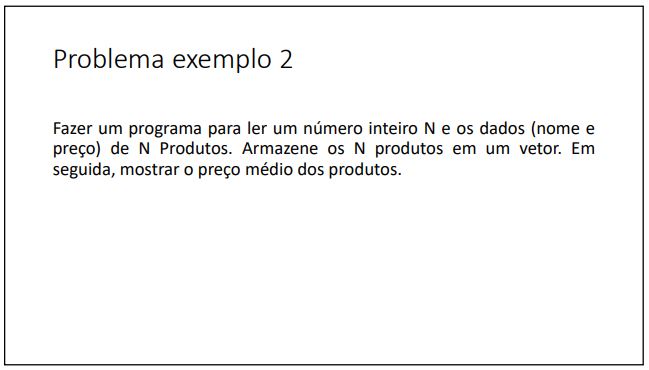 Problema exemplo 2
Fazer um programa para ler um número inteiro N e os dados (nome e
preço) de N Produtos. Armazene os N produtos em um vetor. Em
seguida, mostrar o preço médio dos produtos.